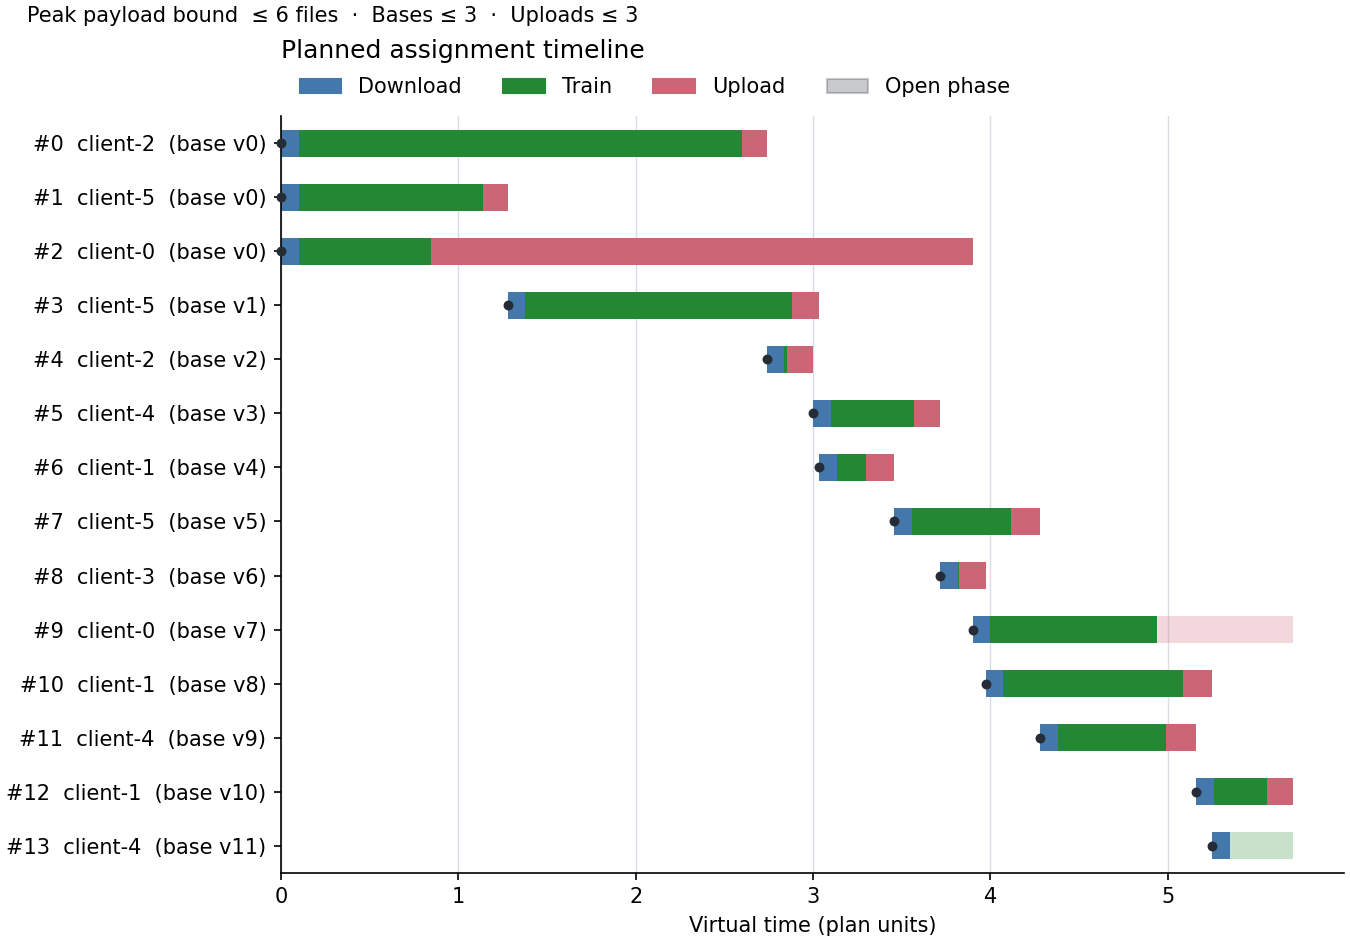 Peak payload bound ≤ 6 files · Bases ≤ 3 · Uploads ≤ 3
Planned assignment timeline
Download Train Upload Open phase
#0 client-2 (base v0)
#1 client-5 (base v0)
#2 client-0 (base v0)
#3 client-5 (base v1)
#4 client-2 (base v2)
#5 client-4 (base v3)
#6 client-1 (base v4)
#7 client-5 (base v5)
#8 client-3 (base v6)
#9 client-0 (base v7)
#10 client-1 (base v8)
#11 client-4 (base v9)
#12 client-1 (base v10)
#13 client-4 (base v11)
0 1 2 3 4 5
Virtual time (plan units)